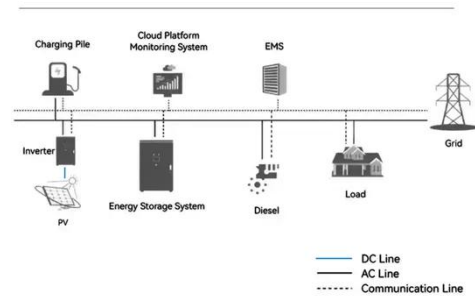 Charging Pile
Cloud Platform
Monitoring System
EMS
Grid
Inverter
PV
Energy Storage System
Diesel
Load
DC Line
AC Line
Communication Line